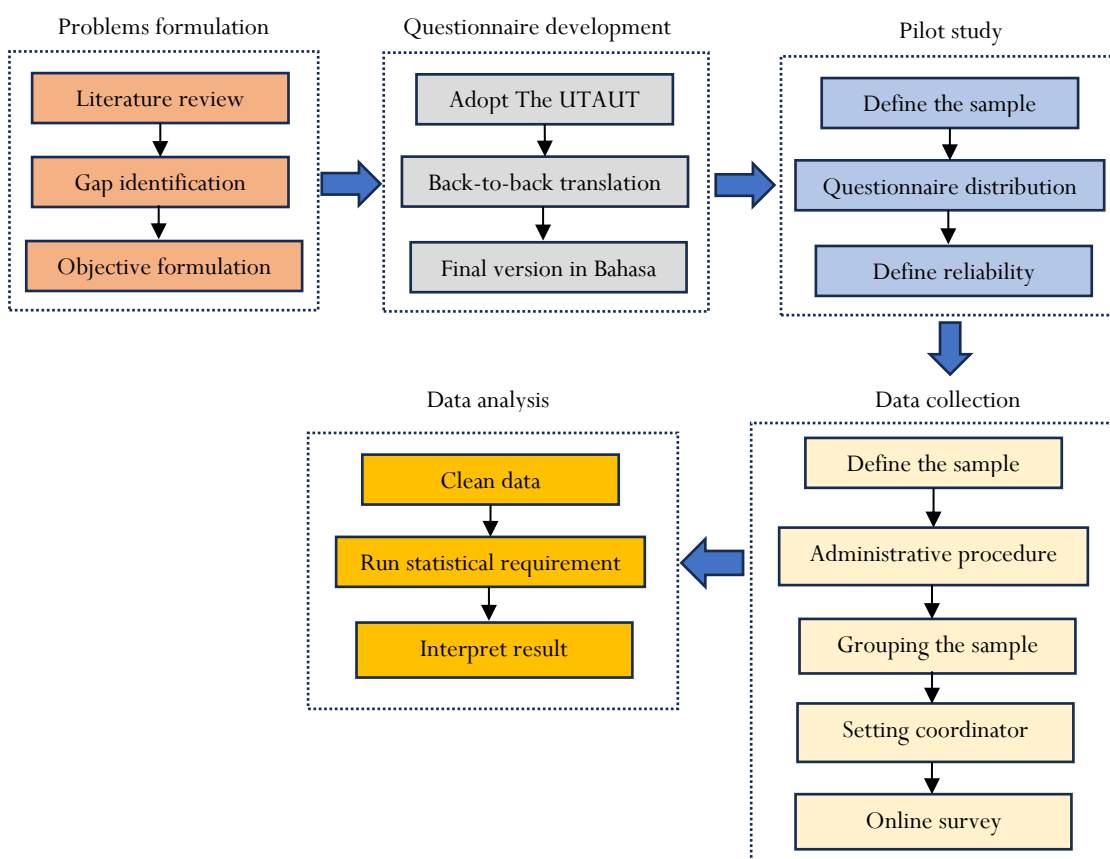 Problems formulation
Literature review
Gap identification
Objective formulation
Questionnaire development
Adopt The UTAUT
Back-to-back translation
Final version in Bahasa
Pilot study
Define the sample
Questionnaire distribution
Define reliability
Data collection
Define the sample
Administrative procedure
Grouping the sample
Setting coordinator
Online survey
Data analysis
Clean data
Run statistical requirement
Interpret result